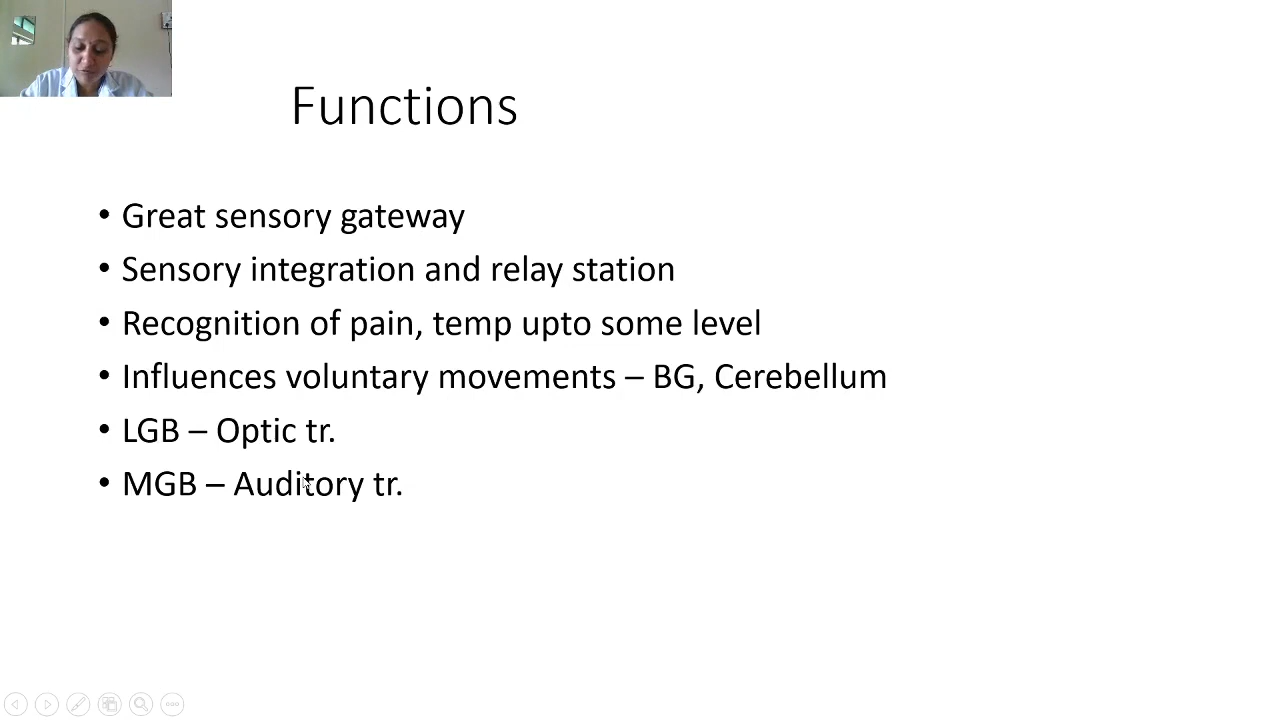 Functions
• Great sensory gateway
• Sensory integration and relay station
• Recognition of pain, temp upto some level
• Influences voluntary movements – BG, Cerebellum
• LGB – Optic tr.
• MGB – Auditory tr.